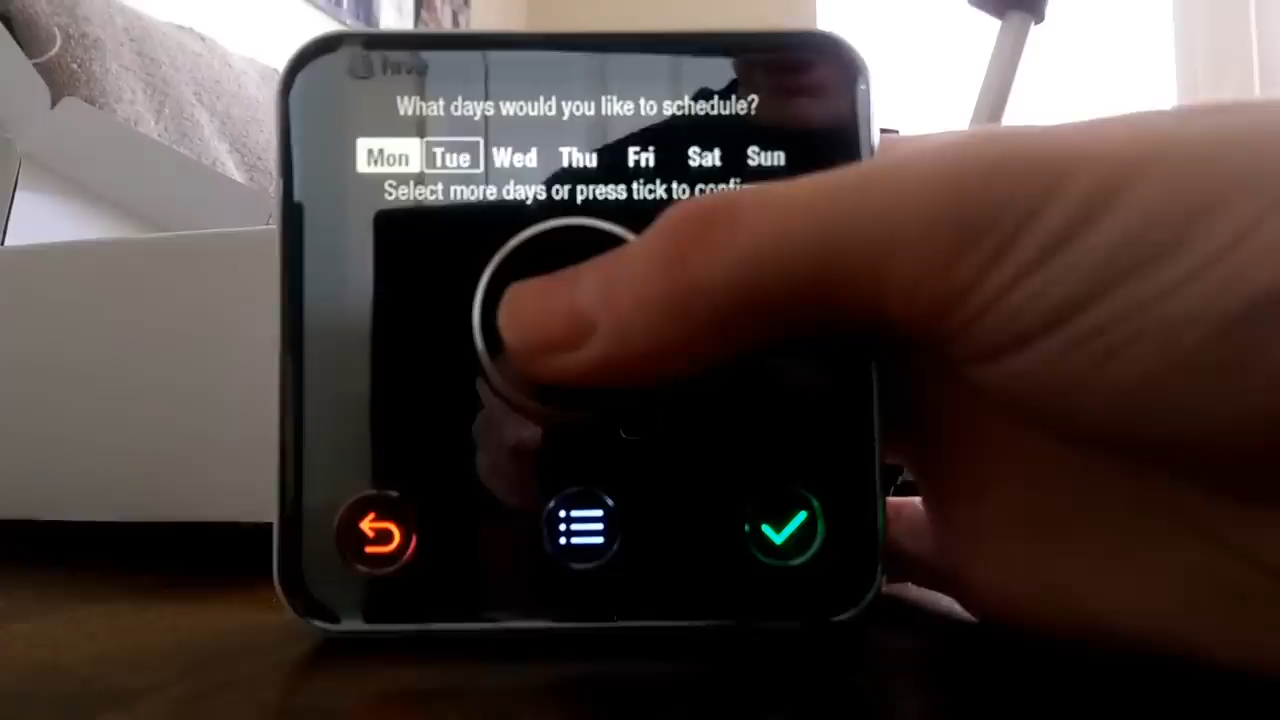 hive
What days would you like to schedule?
Mon Tue Wed Thu Fri Sat Sun
Select more days or press tick to